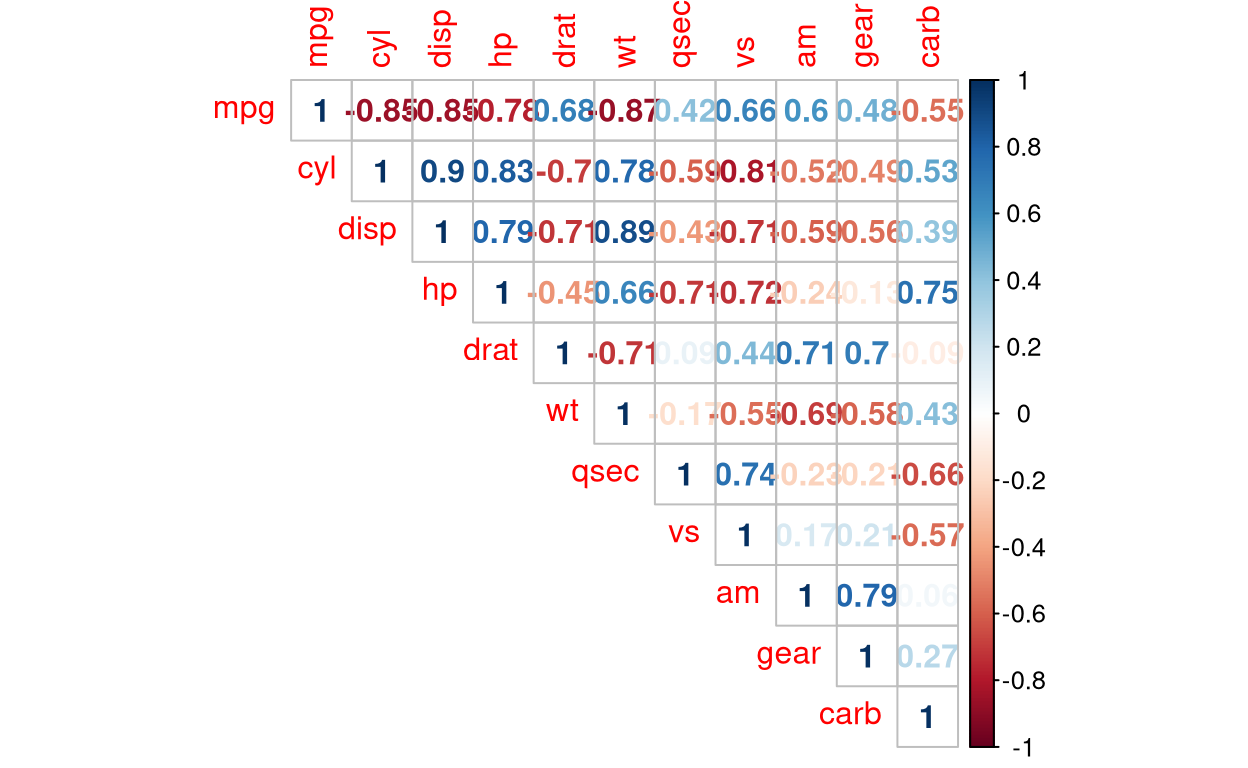 mpg cyl disp hp drat wt qsec vs am gear carb
mpg 1 -0.85 -0.85 -0.78 0.68 -0.87 0.42 0.66 0.6 0.48 -0.55 1
cyl 1 0.9 0.83 -0.7 0.78 -0.59 -0.81 -0.52 -0.49 0.53 0.8
disp 1 0.79 -0.71 0.89 -0.43 -0.71 -0.59 -0.56 0.39 0.6
hp 1 -0.45 0.66 -0.71 -0.72 -0.24 -0.13 0.75 0.4
drat 1 -0.71 0.09 0.44 0.71 0.7 -0.09 0.2
wt 1 -0.17 -0.55 -0.69 -0.58 0.43 0
qsec 1 0.74 -0.23 -0.21 -0.66 -0.2
vs 1 0.17 0.21 -0.57 -0.4
am 1 0.79 0.06 -0.6
gear 1 0.27 -0.8
carb 1 -1